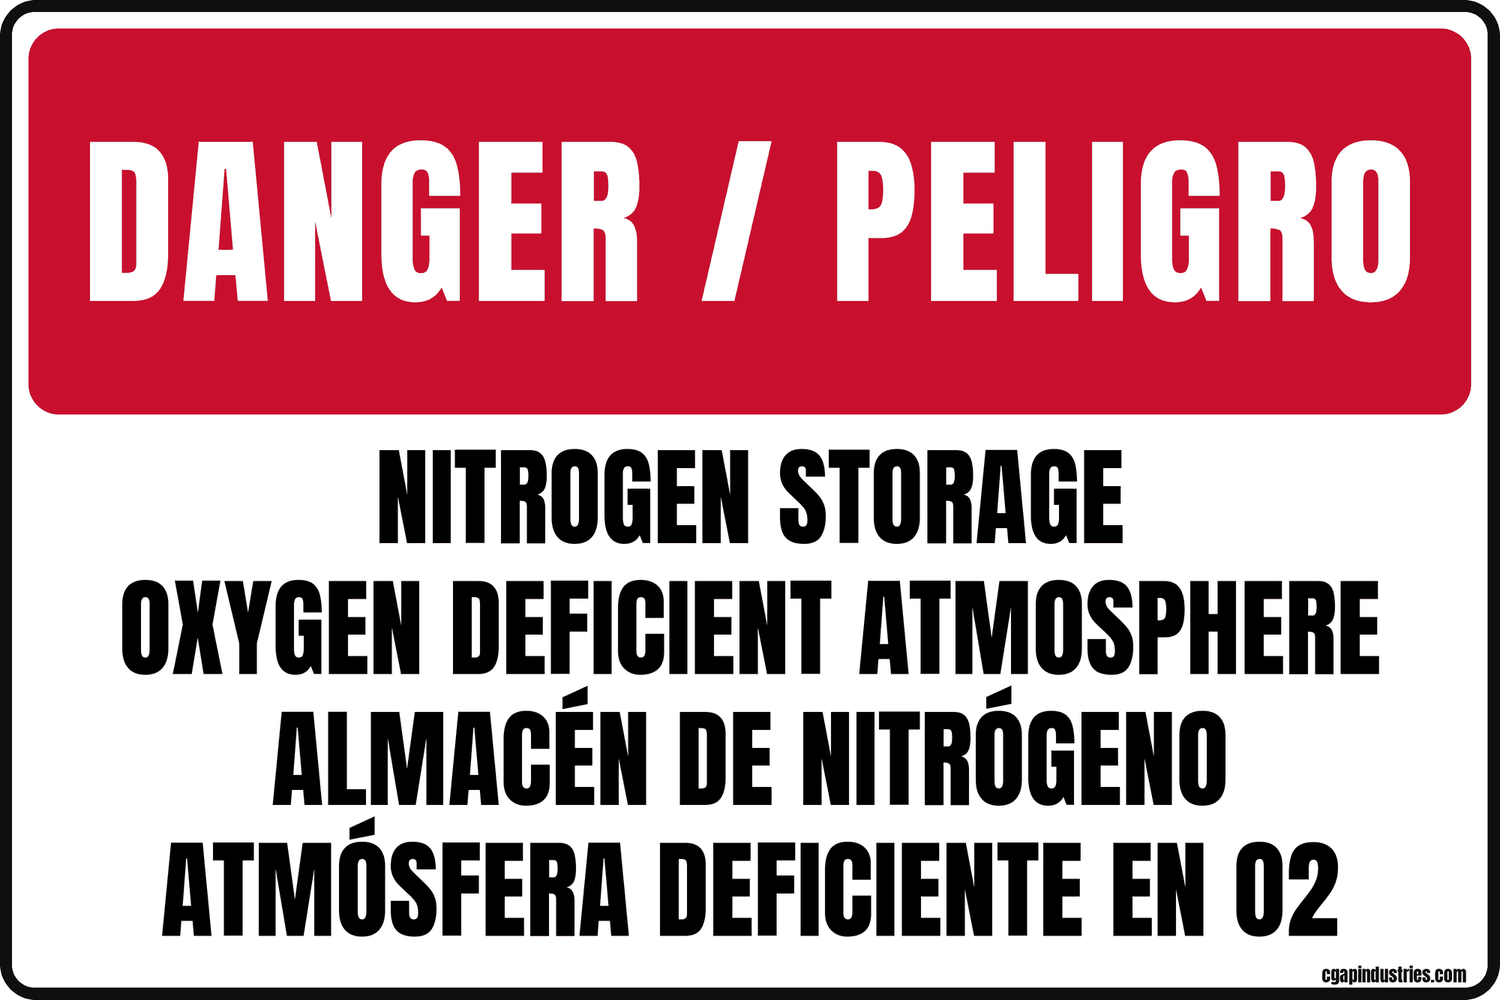 DANGER / PELIGRO
NITROGEN STORAGE
OXYGEN DEFICIENT ATMOSPHERE
ALMACÉN DE NITRÓGENO
ATMÓSFERA DEFICIENTE EN O2
cgapindustries.com